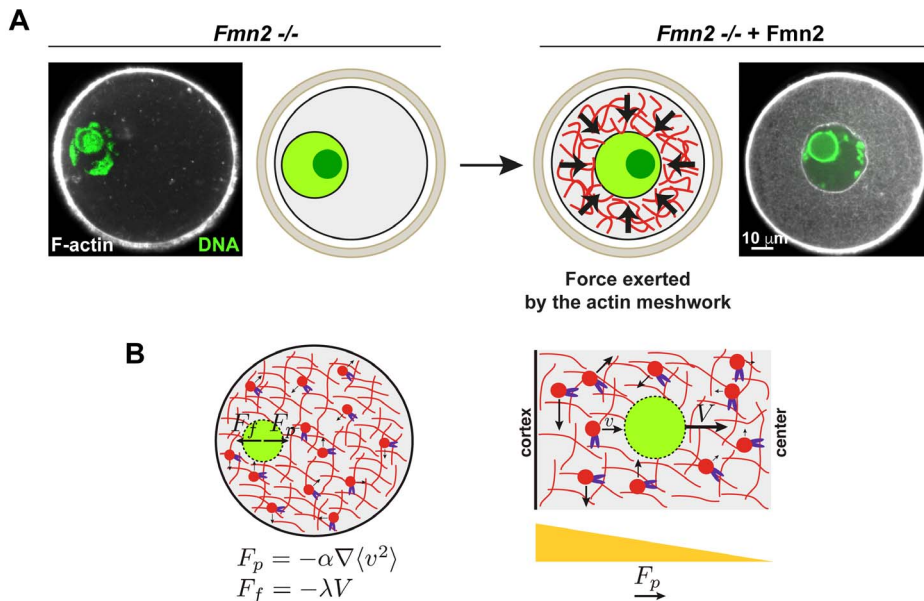 A
Fmn2 -/-
Fmn2 -/- + Fmn2
F-actin
DNA
10 μm
Force exerted
by the actin meshwork
B
F_f
F_p
v
V
cortex
center
F_p = −α∇⟨v²⟩
F_f = −λV
F_p